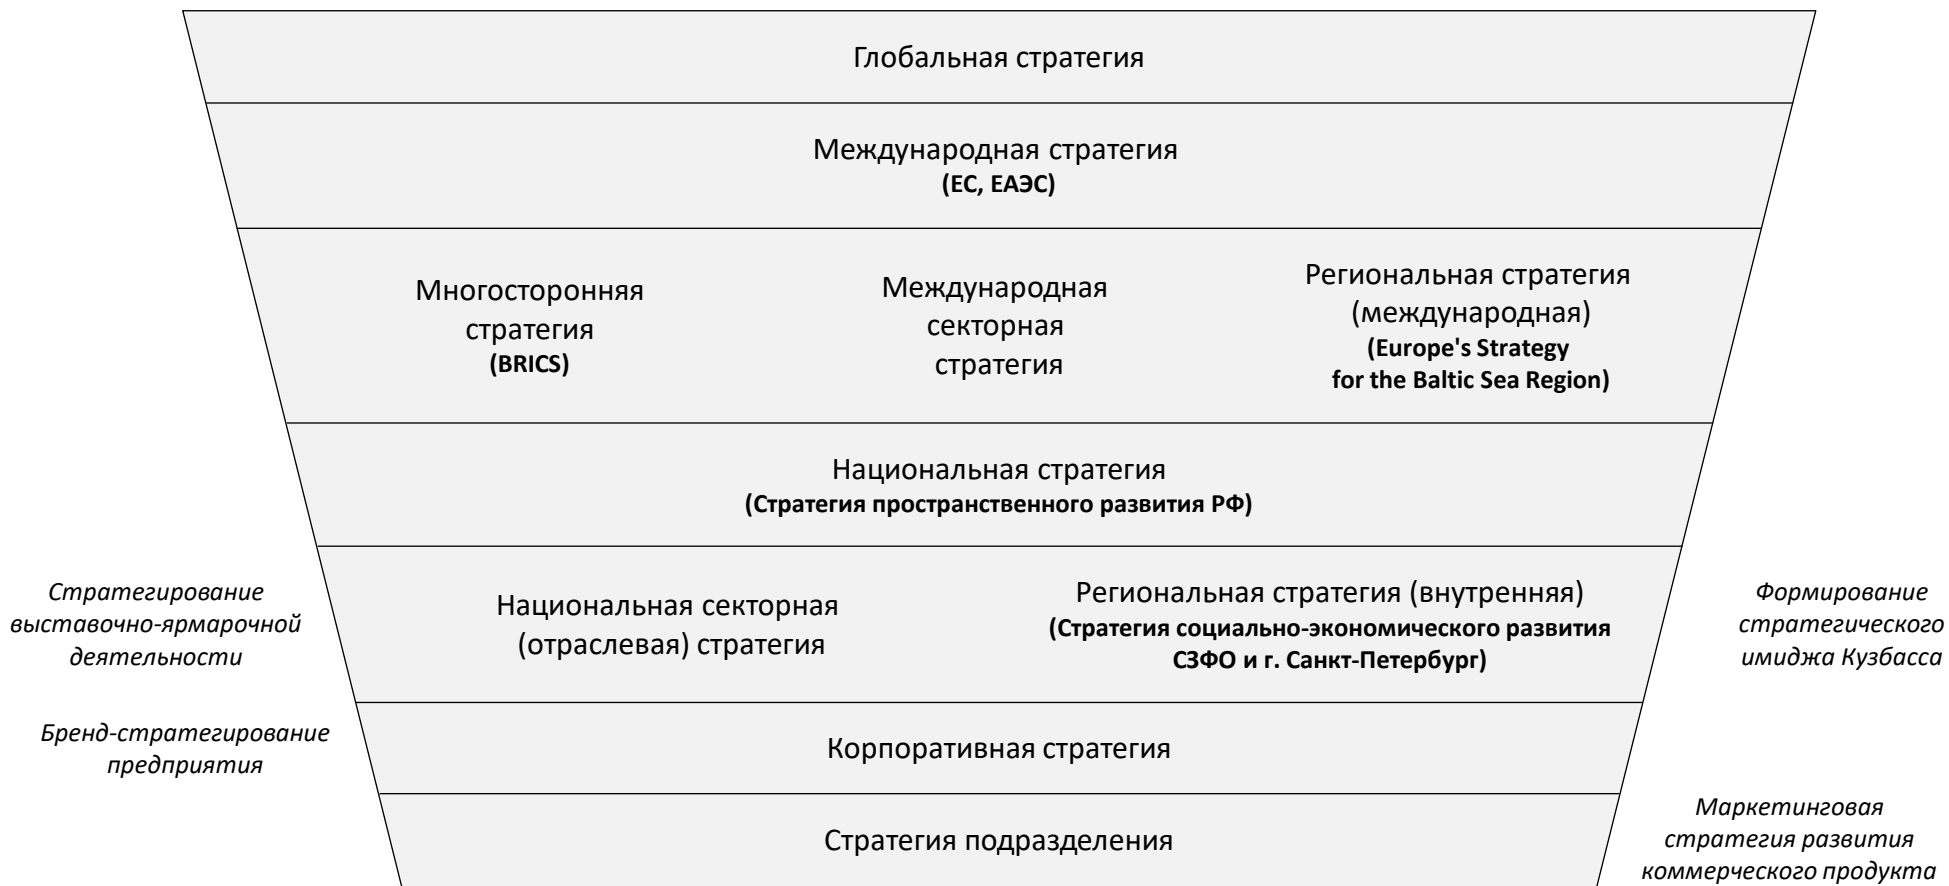 Глобальная стратегия
Международная стратегия
(ЕС, ЕАЭС)
Многосторонняя
стратегия
(BRICS)
Международная
секторная
стратегия
Региональная стратегия
(международная)
(Europe's Strategy
for the Baltic Sea Region)
Национальная стратегия
(Стратегия пространственного развития РФ)
Стратегирование
выставочно-ярмарочной
деятельности
Национальная секторная
(отраслевая) стратегия
Региональная стратегия (внутренняя)
(Стратегия социально-экономического развития
СЗФО и г. Санкт-Петербург)
Формирование
стратегического
имиджа Кузбасса
Бренд-стратегирование
предприятия
Корпоративная стратегия
Стратегия подразделения
Маркетинговая
стратегия развития
коммерческого продукта